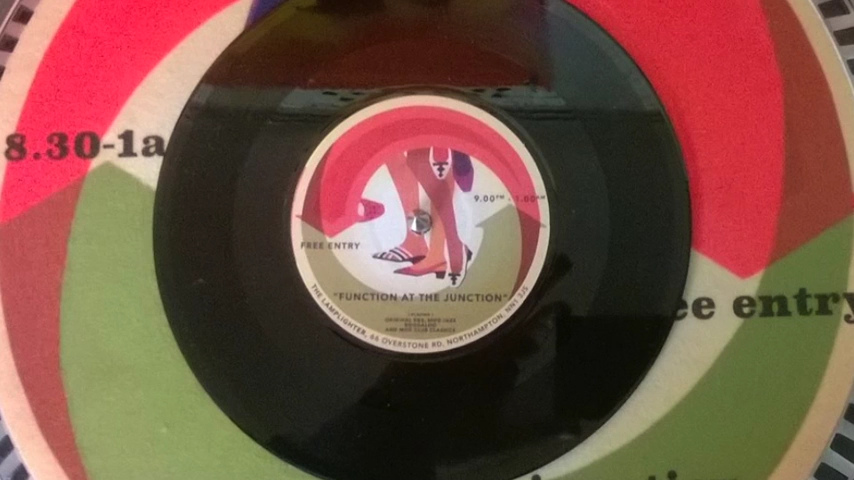 8.30-1a
9.00PM - 1.00AM
FREE ENTRY
"FUNCTION AT THE JUNCTION"
ORIGINAL R&B, MOD JAZZ
BOOGALOO
AND MOD CLUB CLASSICS
THE LAMPLIGHTER, 66 OVERSTONE RD, NORTHAMPTON, NN1 3JS
ee entry